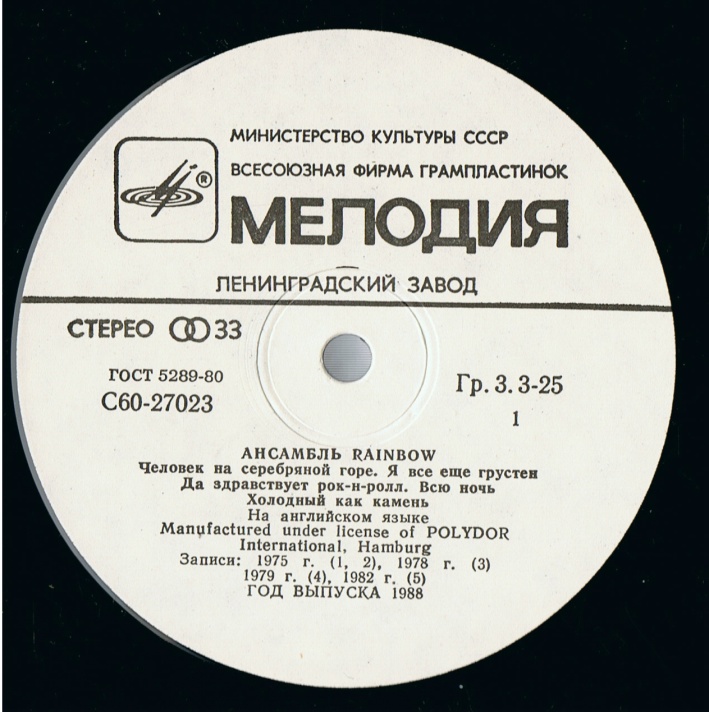 МИНИСТЕРСТВО КУЛЬТУРЫ СССР
ВСЕСОЮЗНАЯ ФИРМА ГРАМПЛАСТИНОК
®
МЕЛОДИЯ
ЛЕНИНГРАДСКИЙ ЗАВОД
СТЕРЕО 33
ГОСТ 5289-80
С60-27023
Гр. 3. 3-25
1
АНСАМБЛЬ RAINBOW
Человек на серебряной горе. Я все еще грустен
Да здравствует рок-н-ролл. Всю ночь
Холодный как камень
На английском языке
Manufactured under license of POLYDOR
International, Hamburg
Записи: 1975 г. (1, 2), 1978 г. (3)
1979 г. (4), 1982 г. (5)
ГОД ВЫПУСКА 1988